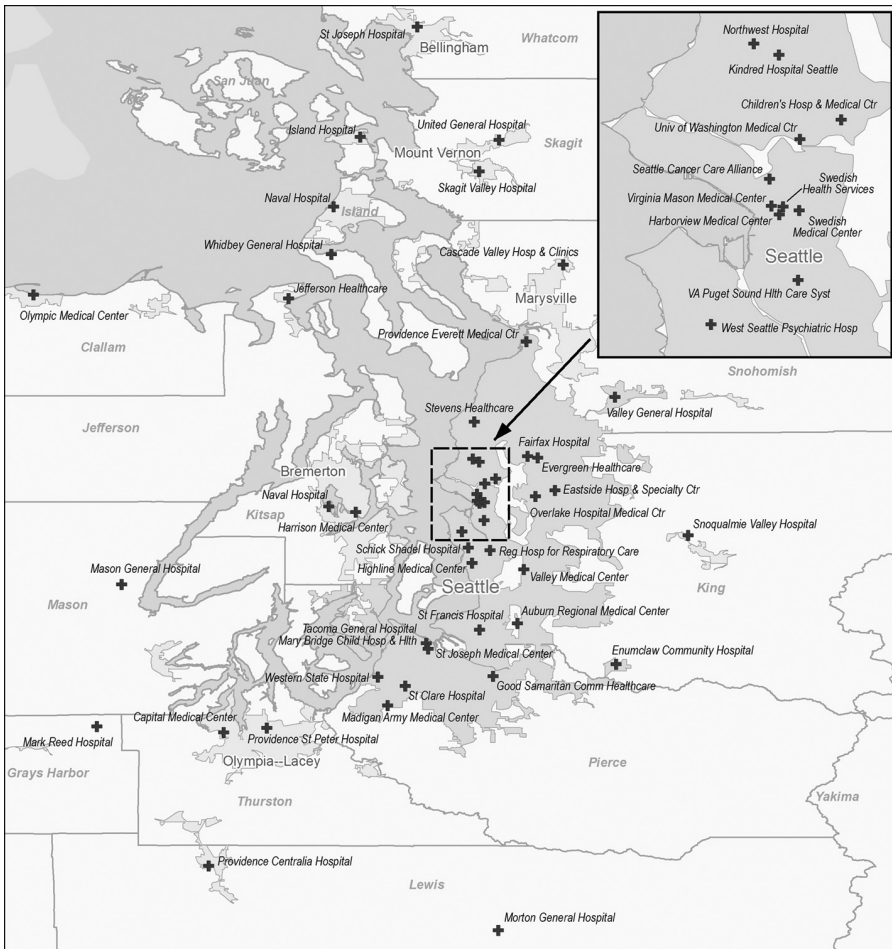 St Joseph Hospital
Bellingham
Whatcom
San Juan
Island Hospital
United General Hospital
Mount Vernon
Skagit
Skagit Valley Hospital
Naval Hospital
Island
Whidbey General Hospital
Cascade Valley Hosp & Clinics
Jefferson Healthcare
Marysville
Olympic Medical Center
Providence Everett Medical Ctr
Clallam
Snohomish
Stevens Healthcare
Valley General Hospital
Jefferson
Fairfax Hospital
Evergreen Healthcare
Bremerton
Eastside Hosp & Specialty Ctr
Naval Hospital
Kitsap
Overlake Hospital Medical Ctr
Harrison Medical Center
Snoqualmie Valley Hospital
Schick Shadel Hospital
Reg Hosp for Respiratory Care
Highline Medical Center
Mason General Hospital
Valley Medical Center
Seattle
King
Mason
Auburn Regional Medical Center
St Francis Hospital
Tacoma General Hospital
Mary Bridge Child Hosp & Hlth
St Joseph Medical Center
Enumclaw Community Hospital
Western State Hospital
Good Samaritan Comm Healthcare
St Clare Hospital
Capital Medical Center
Madigan Army Medical Center
Mark Reed Hospital
Providence St Peter Hospital
Olympia--Lacey
Pierce
Grays Harbor
Thurston
Yakima
Providence Centralia Hospital
Lewis
Morton General Hospital
Northwest Hospital
Kindred Hospital Seattle
Children's Hosp & Medical Ctr
Univ of Washington Medical Ctr
Seattle Cancer Care Alliance
Swedish
Health Services
Virginia Mason Medical Center
Harborview Medical Center
Swedish
Medical Center
Seattle
VA Puget Sound Hlth Care Syst
West Seattle Psychiatric Hosp